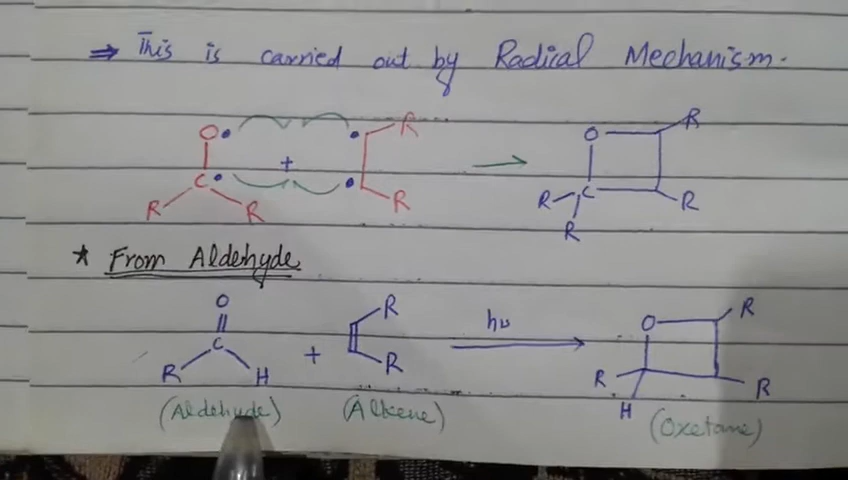 ⇒ This is carried out by Radical Mechanism.
O R O R
+ →
C R R C R
R R R
* From Aldehyde
O R hν O R
C + R R
R H R H
(Aldehyde) (Alkene) (Oxetane)